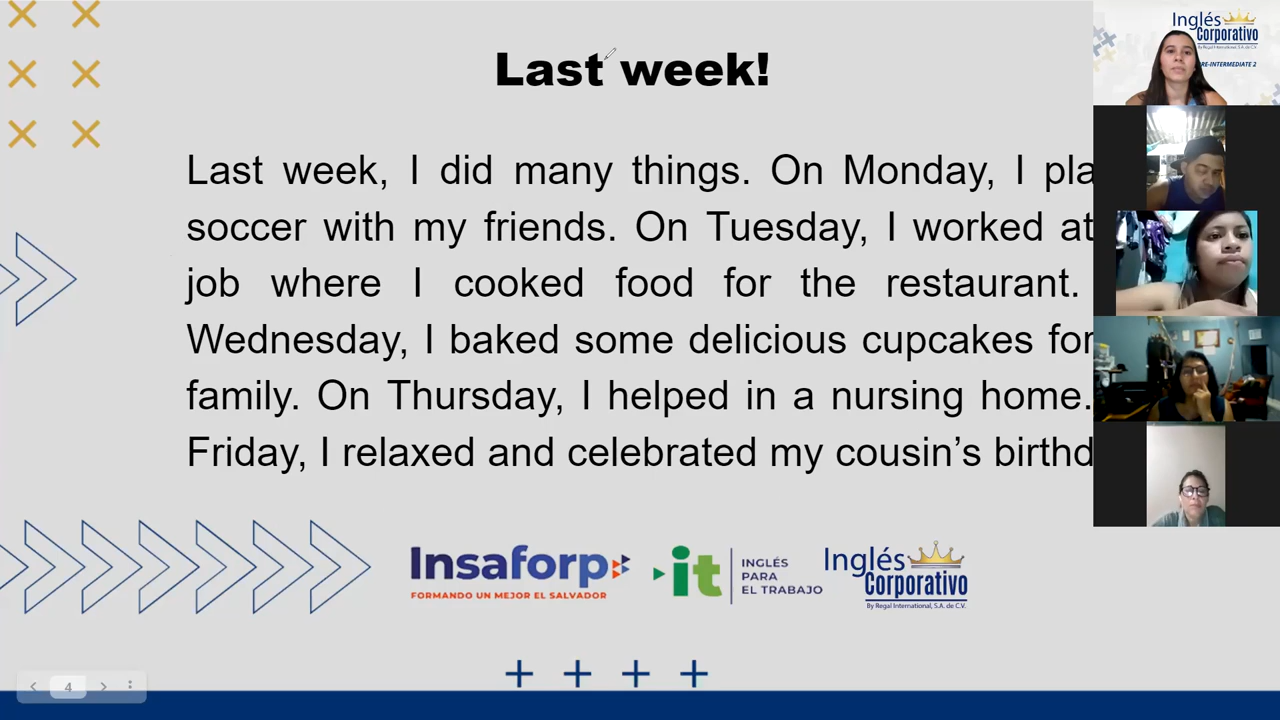 Last week!
Last week, I did many things. On Monday, I pla
soccer with my friends. On Tuesday, I worked at
job where I cooked food for the restaurant.
Wednesday, I baked some delicious cupcakes for
family. On Thursday, I helped in a nursing home.
Friday, I relaxed and celebrated my cousin’s birthd
Insaforp
FORMANDO UN MEJOR EL SALVADOR
it
INGLÉS
PARA
EL TRABAJO
Inglés
Corporativo
By Regal International, S.A. de C.V.
4
Inglés
Corporativo
By Regal International, S.A. de C.V.
RE-INTERMEDIATE 2